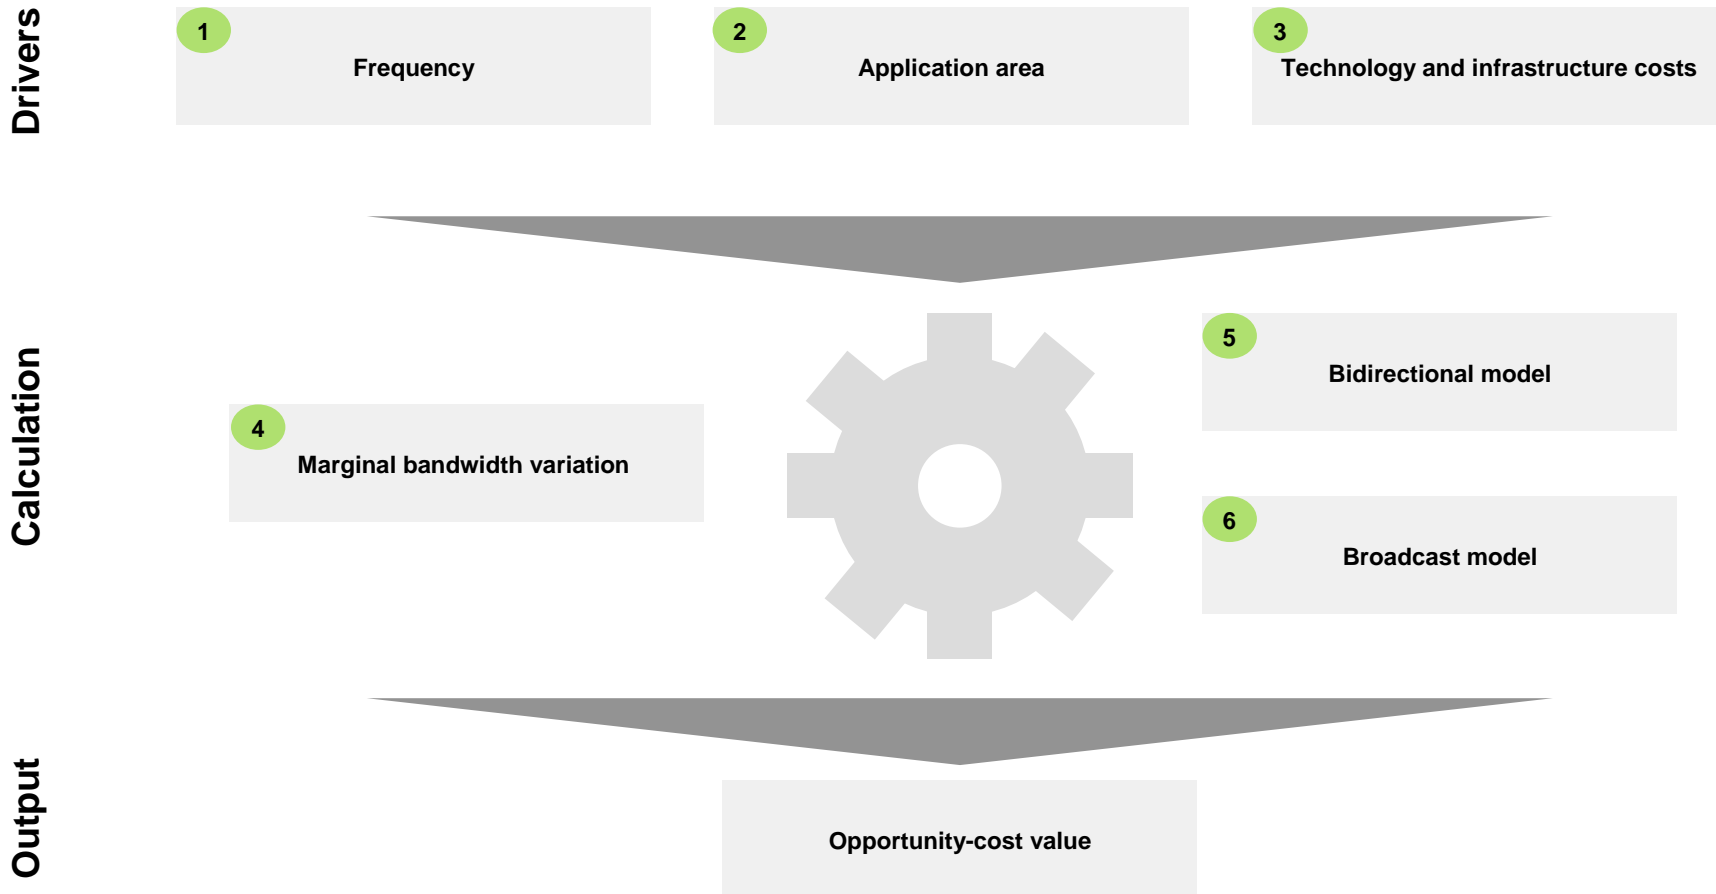 Drivers
1
Frequency
2
Application area
3
Technology and infrastructure costs
Calculation
4
Marginal bandwidth variation
5
Bidirectional model
6
Broadcast model
Output
Opportunity-cost value